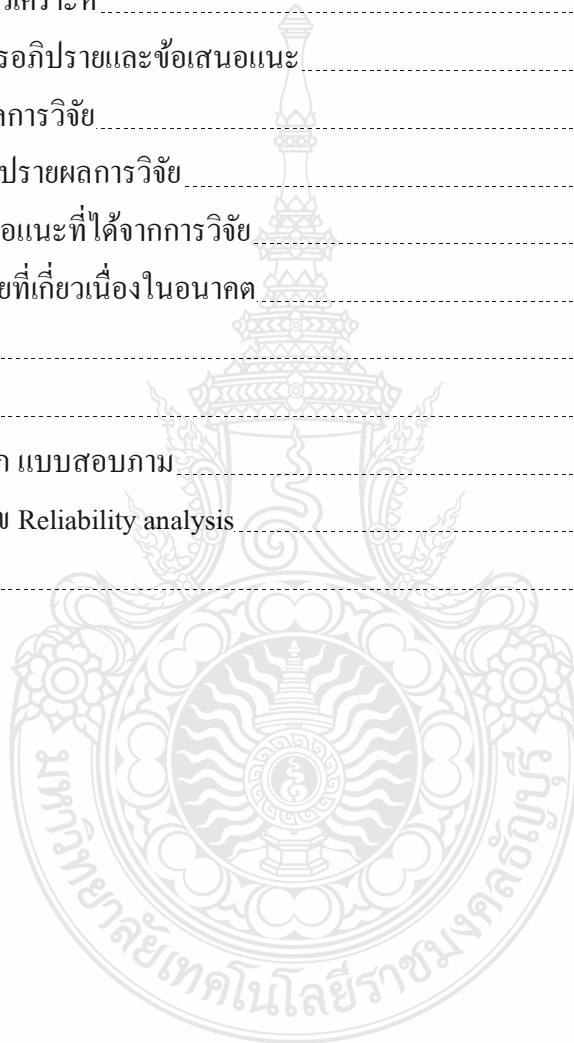 รอภิปรายและข้อเสนอแนะ
ลการวิจัย
ปรายผลการวิจัย
อแนะที่ได้จากการวิจัย
ยที่เกี่ยวเนื่องในอนาคต
ก แบบสอบภาม
ข Reliability analysis
มหาวิทยาลัยเทคโนโลยีราชมงคลธัญบุรี